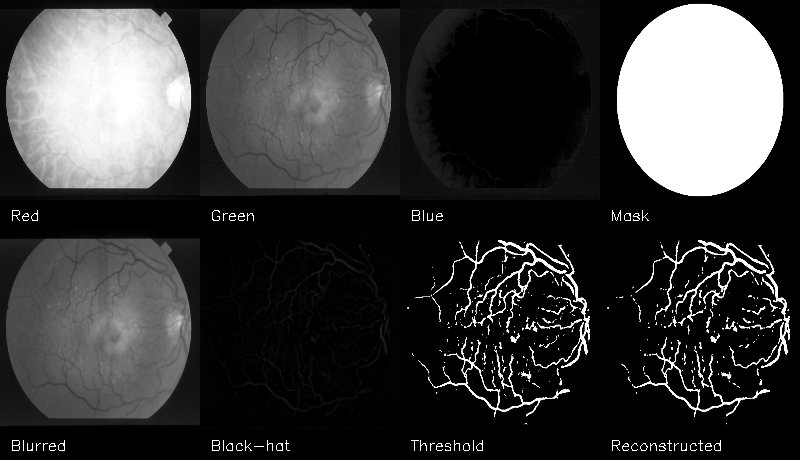 Red
Green
Blue
Mask
Blurred
Black-hat
Threshold
Reconstructed